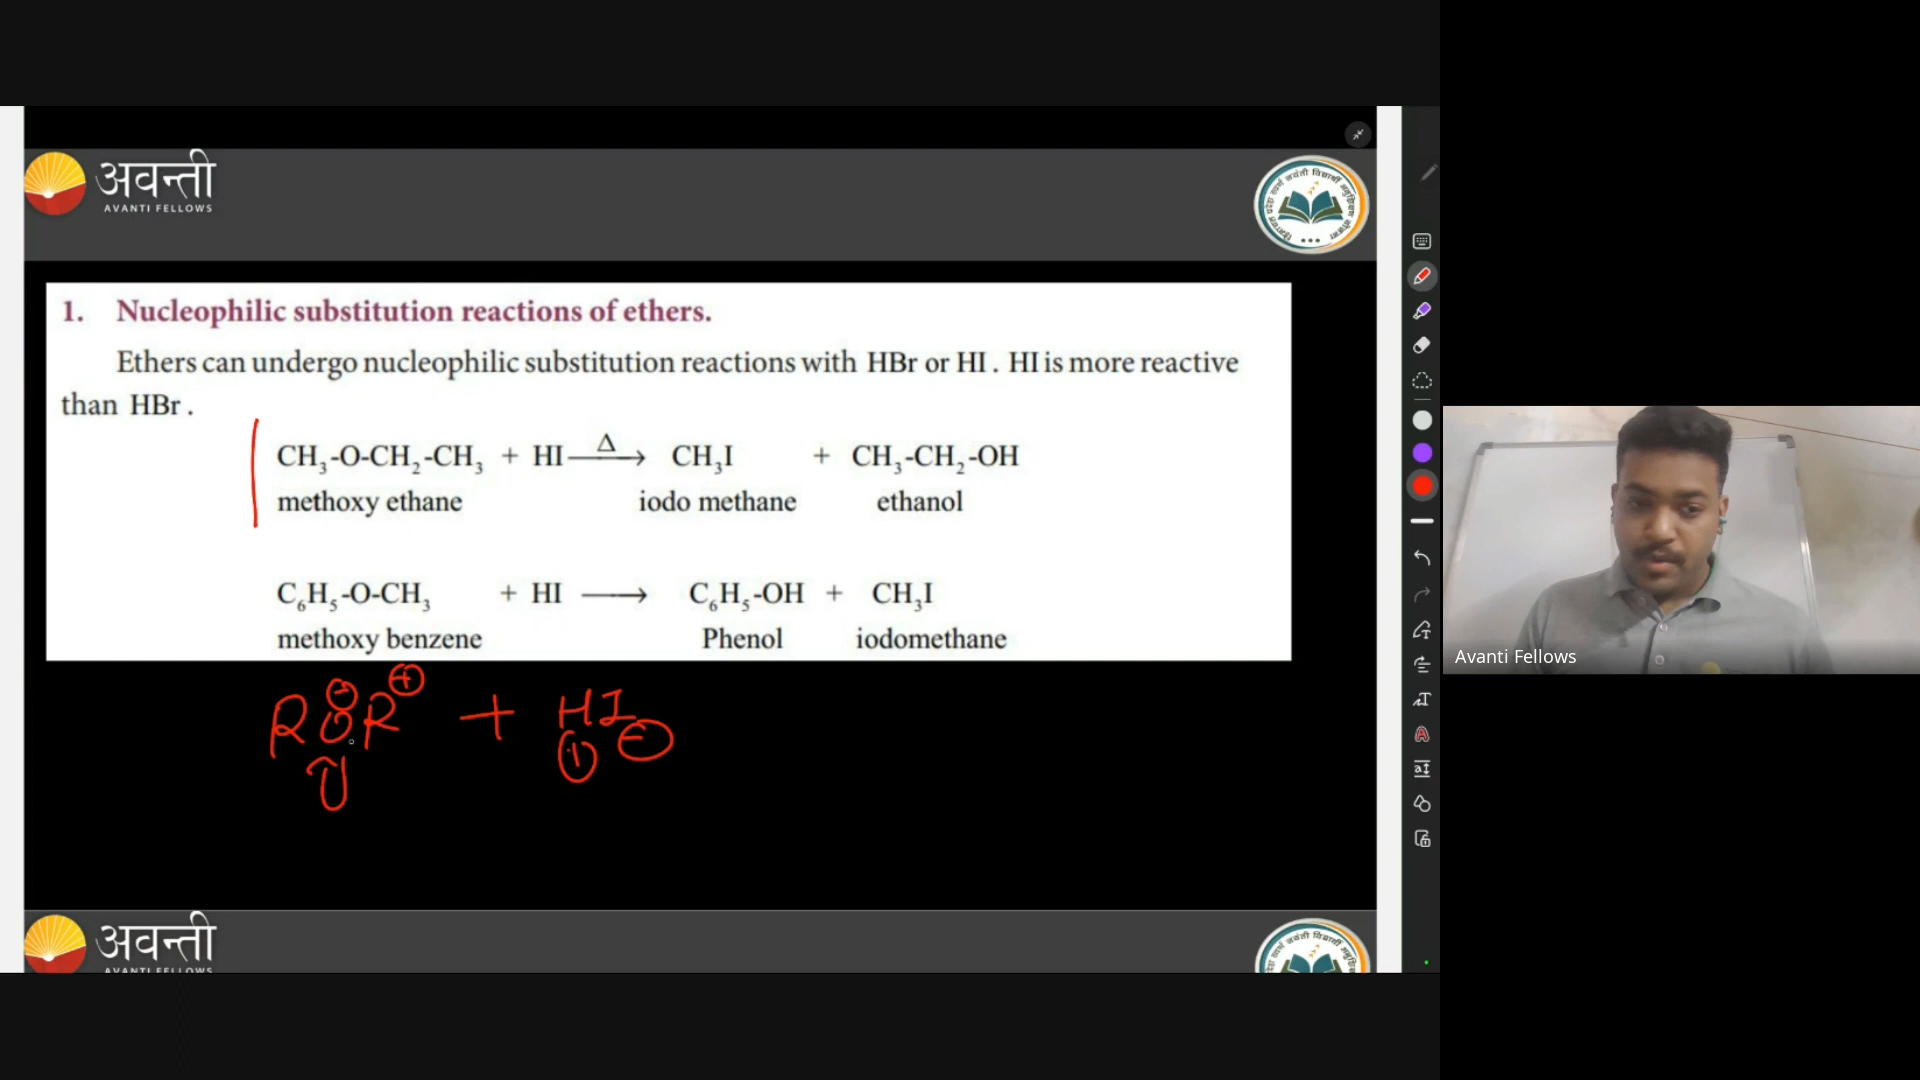 अवन्ती
AVANTI FELLOWS
1. Nucleophilic substitution reactions of ethers.
Ethers can undergo nucleophilic substitution reactions with HBr or HI . HI is more reactive
than HBr .
CH₃-O-CH₂-CH₃ + HI —Δ→ CH₃I + CH₃-CH₂-OH
methoxy ethane iodo methane ethanol
C₆H₅-O-CH₃ + HI ⟶ C₆H₅-OH + CH₃I
methoxy benzene Phenol iodomethane
R O⊖ R⊕ + HI
अवन्ती
AVANTI FELLOWS
Avanti Fellows